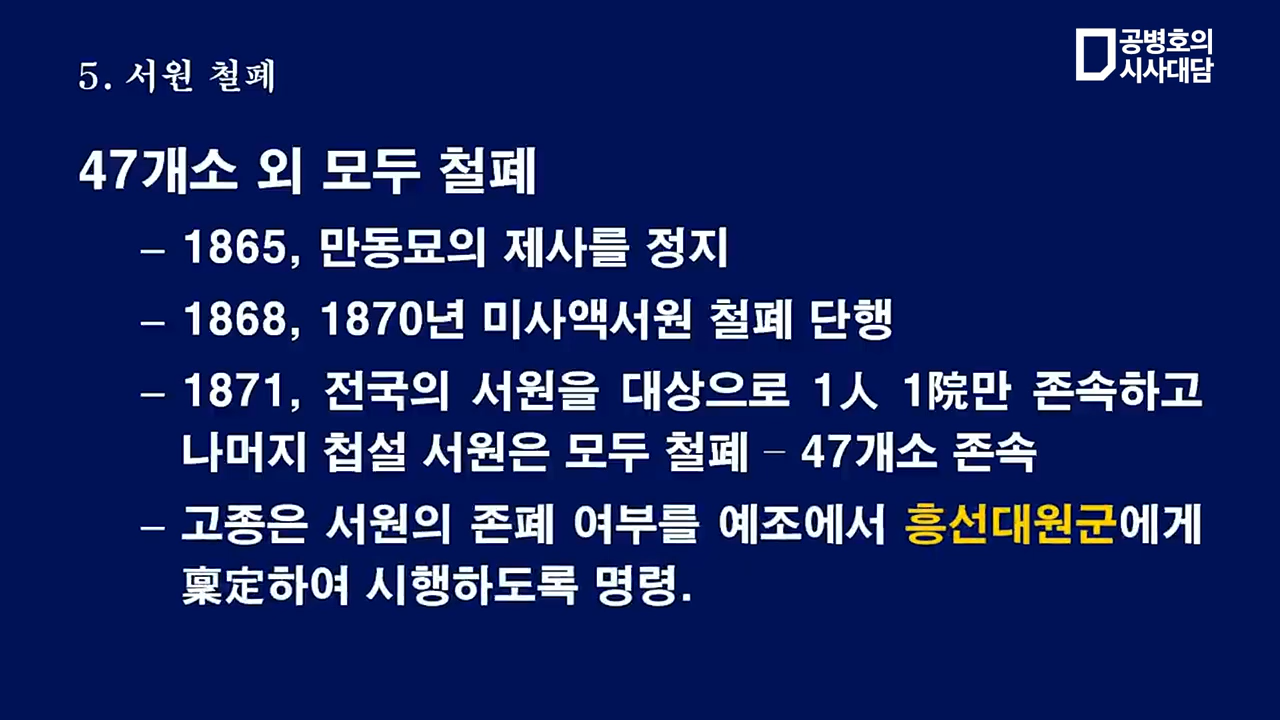 공병호의
시사대담
5. 서원 철폐
47개소 외 모두 철폐
– 1865, 만동묘의 제사를 정지
– 1868, 1870년 미사액서원 철폐 단행
– 1871, 전국의 서원을 대상으로 1人 1院만 존속하고
나머지 첩설 서원은 모두 철폐 – 47개소 존속
– 고종은 서원의 존폐 여부를 예조에서 흥선대원군에게
稟定하여 시행하도록 명령.